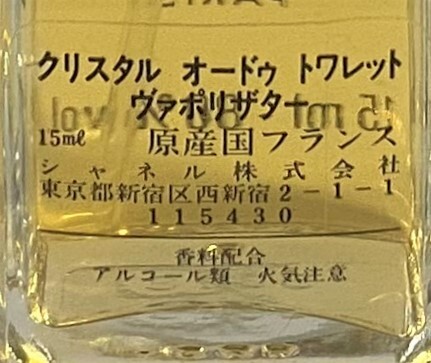 クリスタル オードゥ トワレット
ヴァポリザター
15ml 原産国フランス
シャネル株式会社
東京都新宿区西新宿2-1-1
115430
香料配合
アルコール類 火気注意